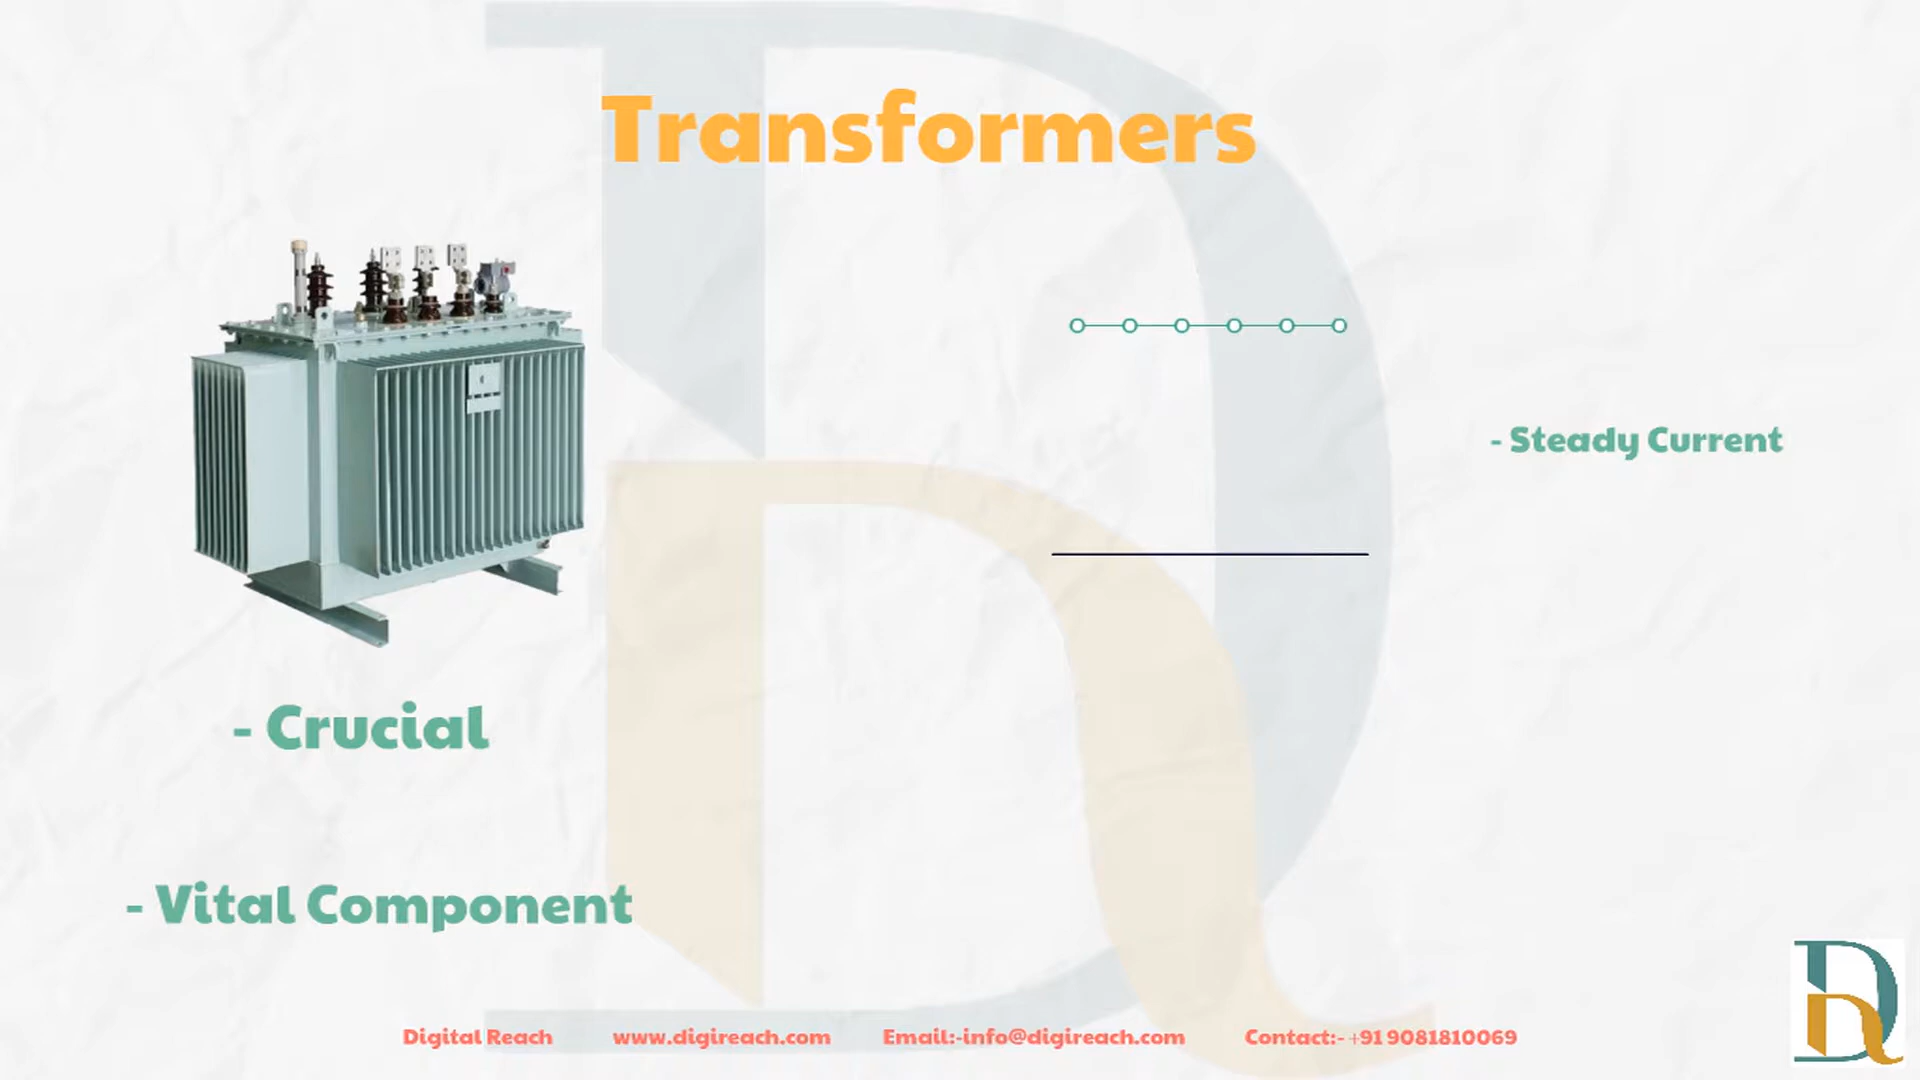 Transformers
- Steady Current
- Crucial
- Vital Component
Digital Reach www.digireach.com Email:-info@digireach.com Contact:- +91 9081810069